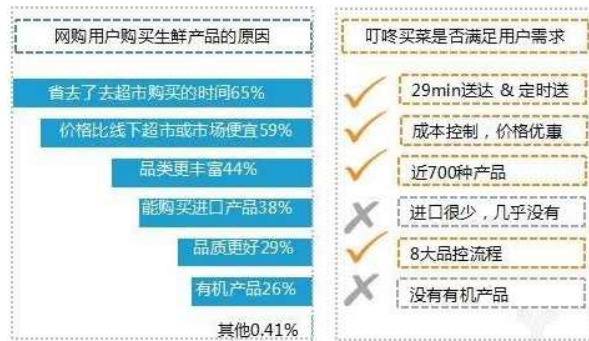 网购用户购买生鲜产品的原因
省去了去超市购买的时间65%
价格比线下超市或市场便宜59%
品类更丰富44%
能购买进口产品38%
品质更好29%
有机产品26%
其他0.41%
叮咚买菜是否满足用户需求
29min送达 & 定时送
成本控制，价格优惠
近700种产品
进口很少，几乎没有
8大品控流程
没有有机产品